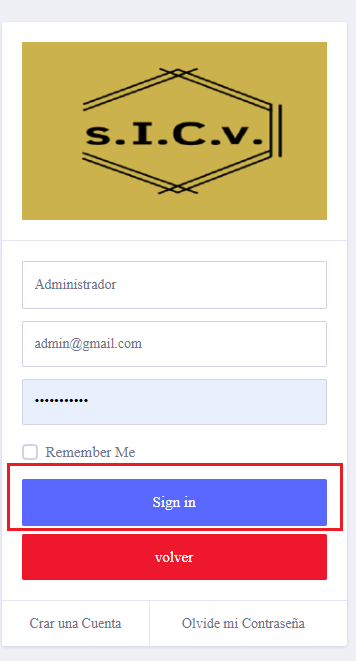 s.I.C.v.
Administrador
admin@gmail.com
•••••••••••
Remember Me
Sign in
volver
Crar una Cuenta
Olvide mi Contraseña